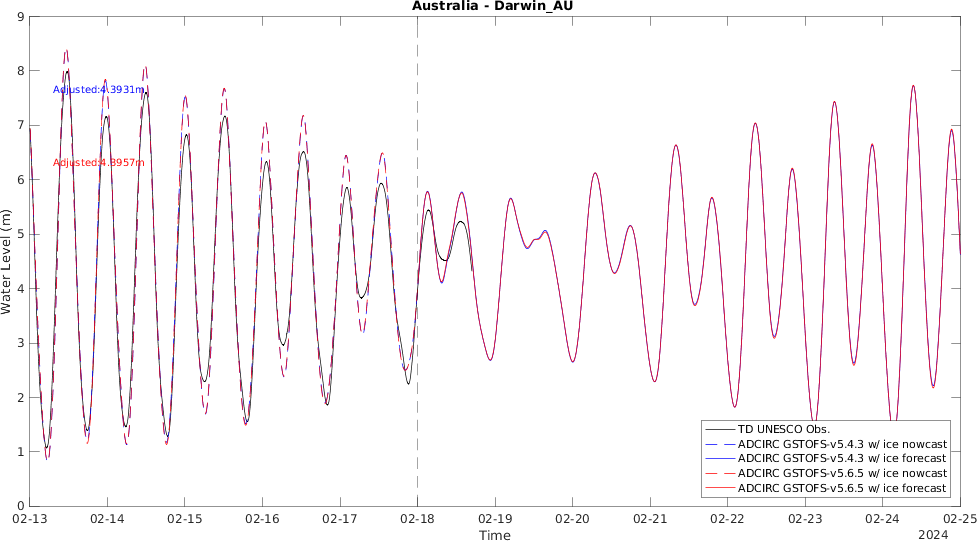 Australia - Darwin_AU
9
8
7
6
5
4
3
2
1
0
Water Level (m)
Adjusted:4.3931m
Adjusted:4.3957m
TD UNESCO Obs.
ADCIRC GSTOFS-v5.4.3 w/ ice nowcast
ADCIRC GSTOFS-v5.4.3 w/ ice forecast
ADCIRC GSTOFS-v5.6.5 w/ ice nowcast
ADCIRC GSTOFS-v5.6.5 w/ ice forecast
02-13 02-14 02-15 02-16 02-17 02-18 02-19 02-20 02-21 02-22 02-23 02-24 02-25
Time
2024